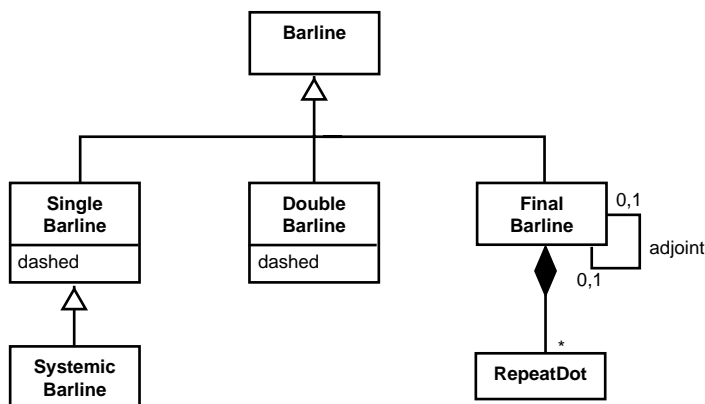 Barline
Single
Barline
dashed
Double
Barline
dashed
Final
Barline
0,1
adjoint
0,1
*
Systemic
Barline
RepeatDot